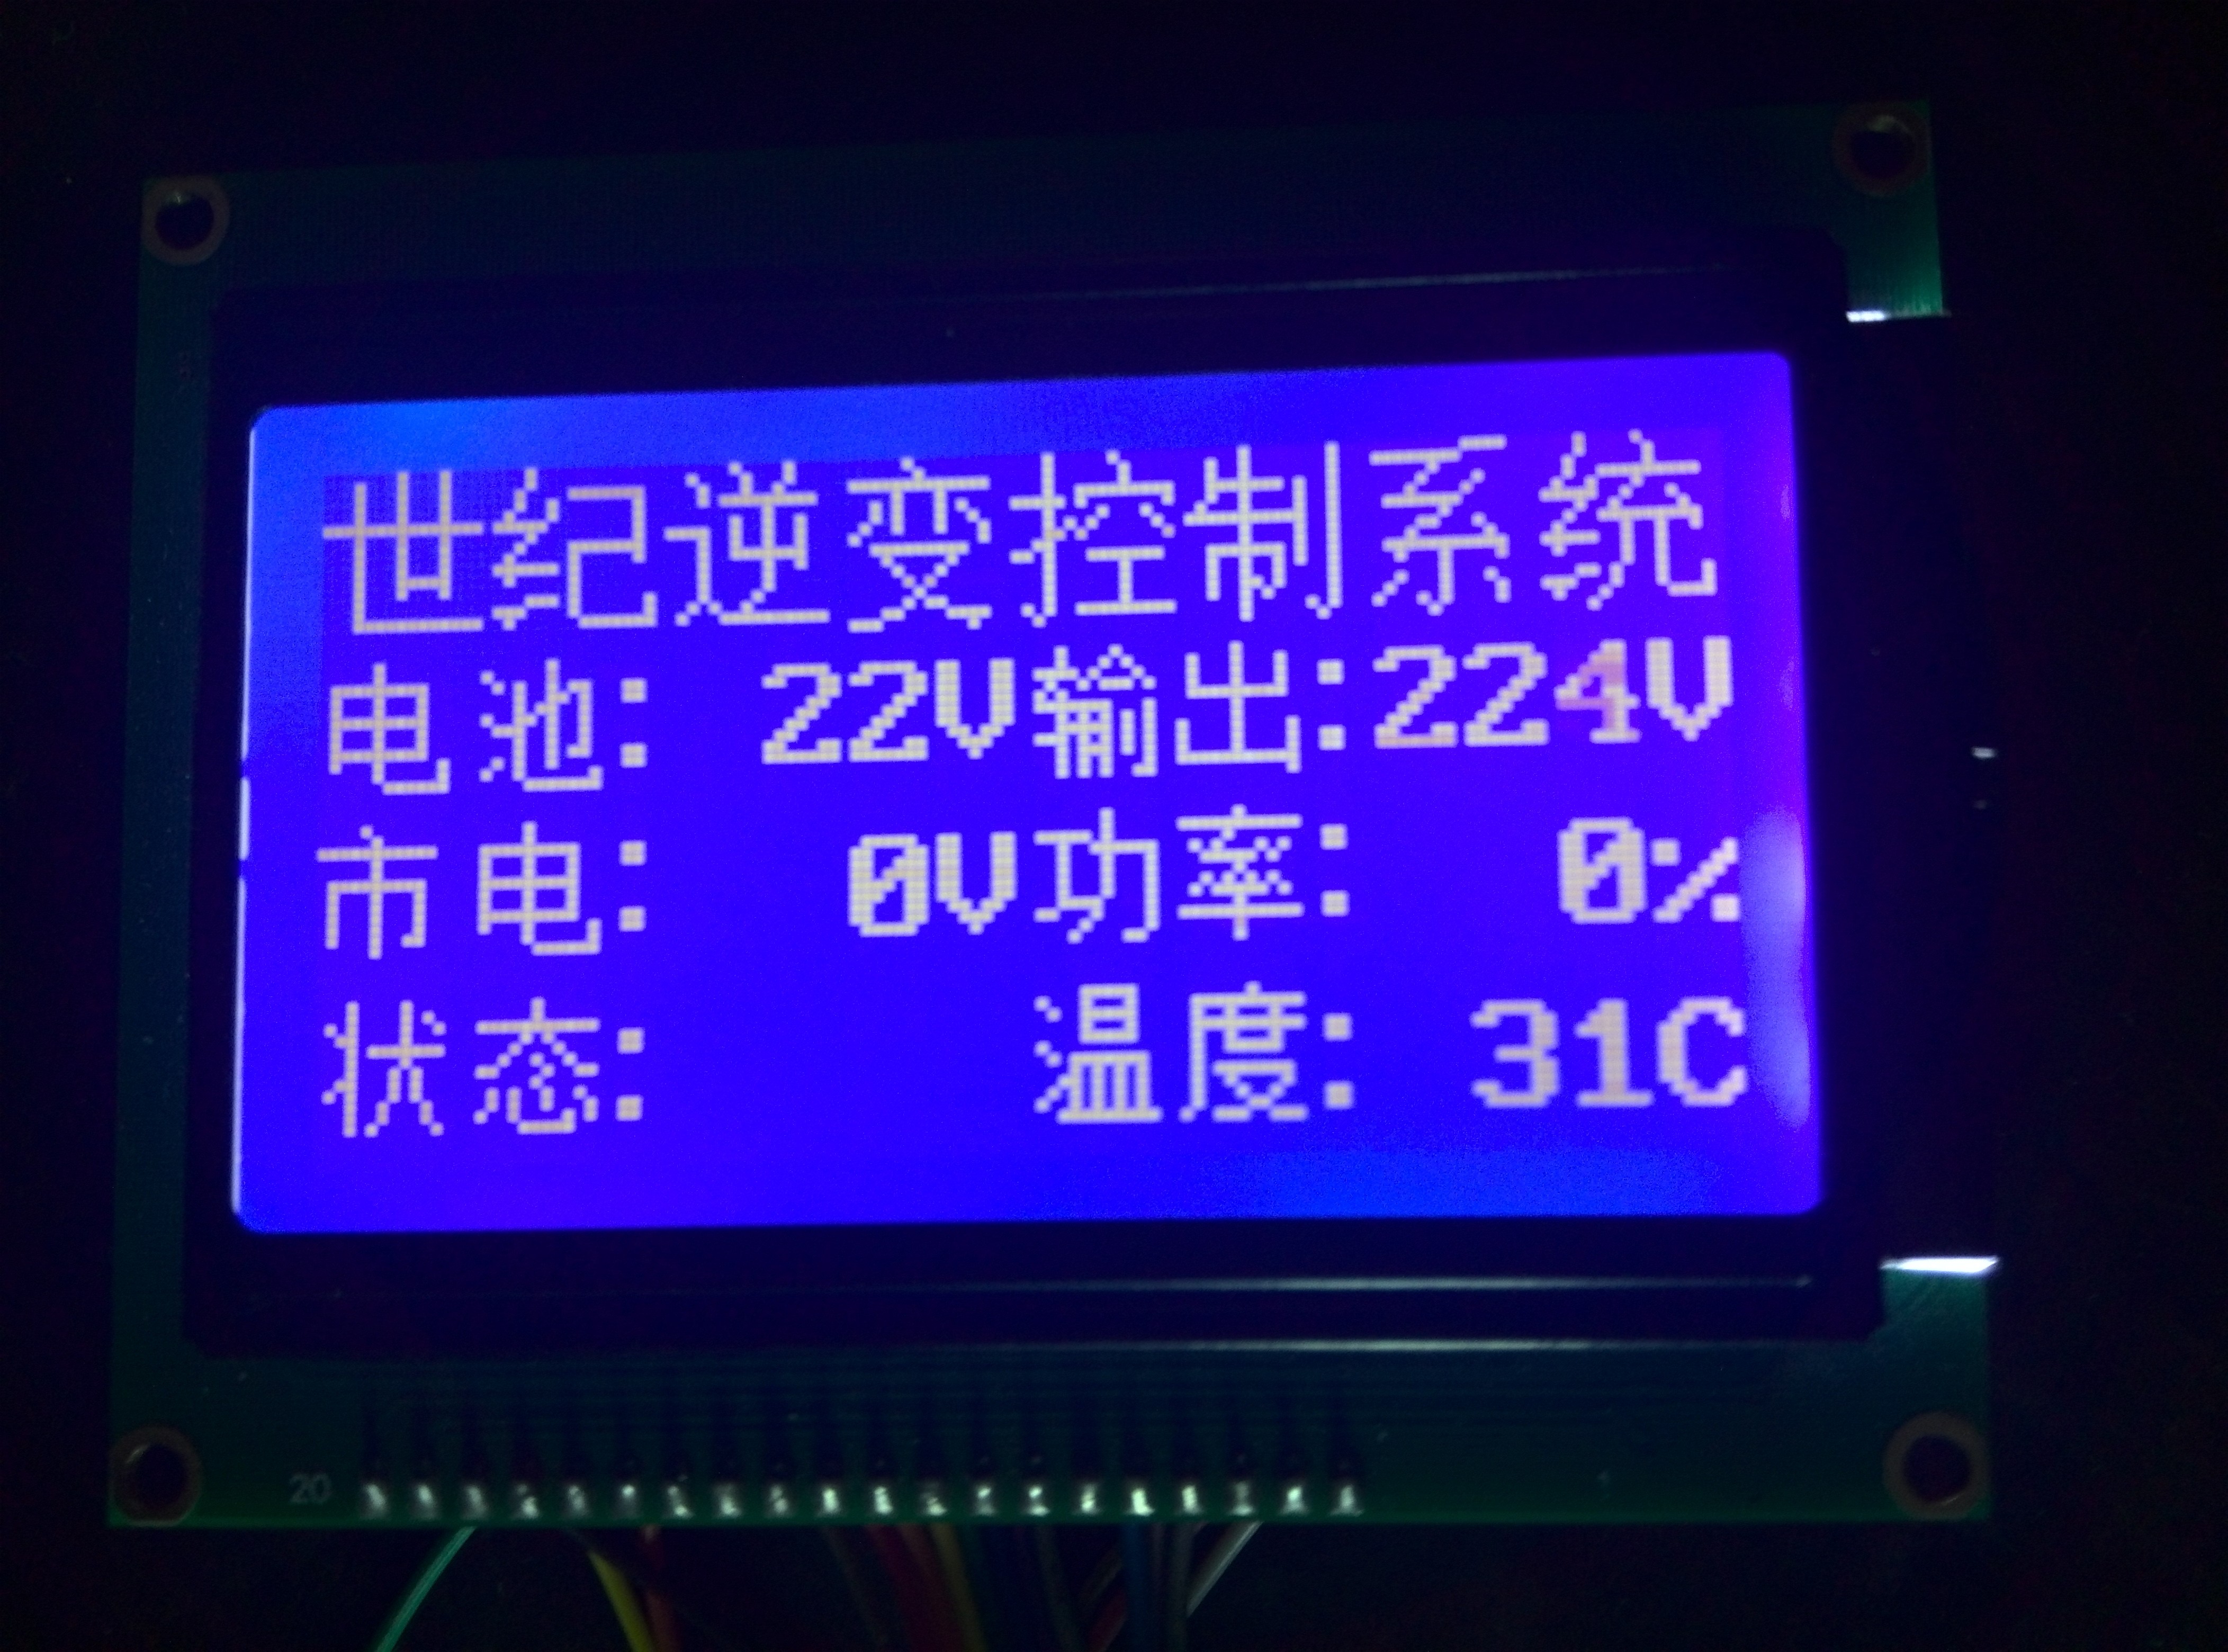 世纪逆变控制系统
电池: 22V输出:224V
市电: 0V功率: 0%
状态: 温度: 31C
20